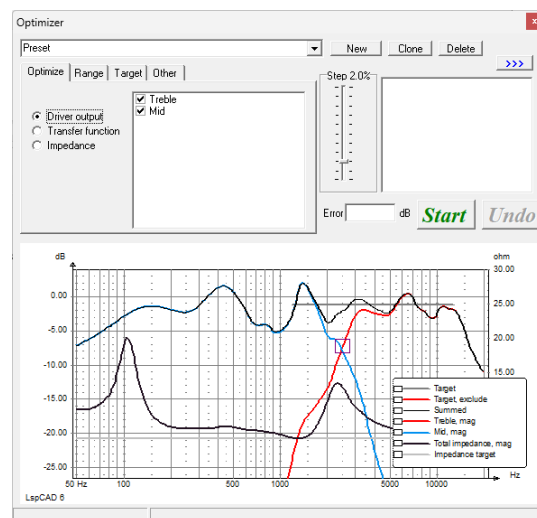 Optimizer
x
Preset
New
Clone
Delete
>>>
Optimize
Range
Target
Other
Step 2.0%
Driver output
Transfer function
Impedance
Treble
Mid
Error
dB
Start
Undo
dB
ohm
0.00
-5.00
-10.00
-15.00
-20.00
-25.00
30.00
25.00
20.00
15.00
Target
Target, exclude
Summed
Treble, mag
Mid, mag
Total impedance, mag
Impedance target
50 Hz
100
500
1000
5000
10000
Hz
LspCAD 6